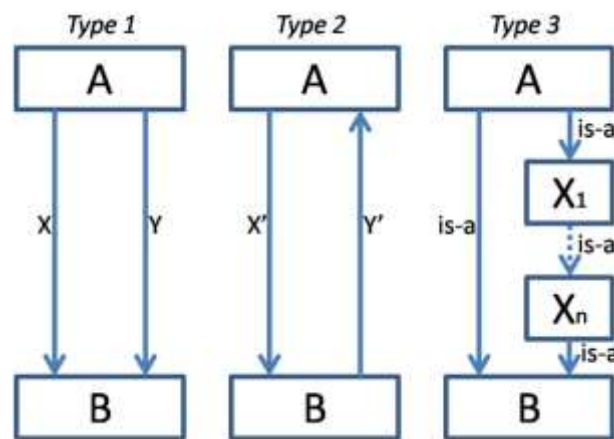 Type 1 Type 2 Type 3
A A A
is-a
X1
X Y X' Y' is-a is-a
Xn
is-a
B B B